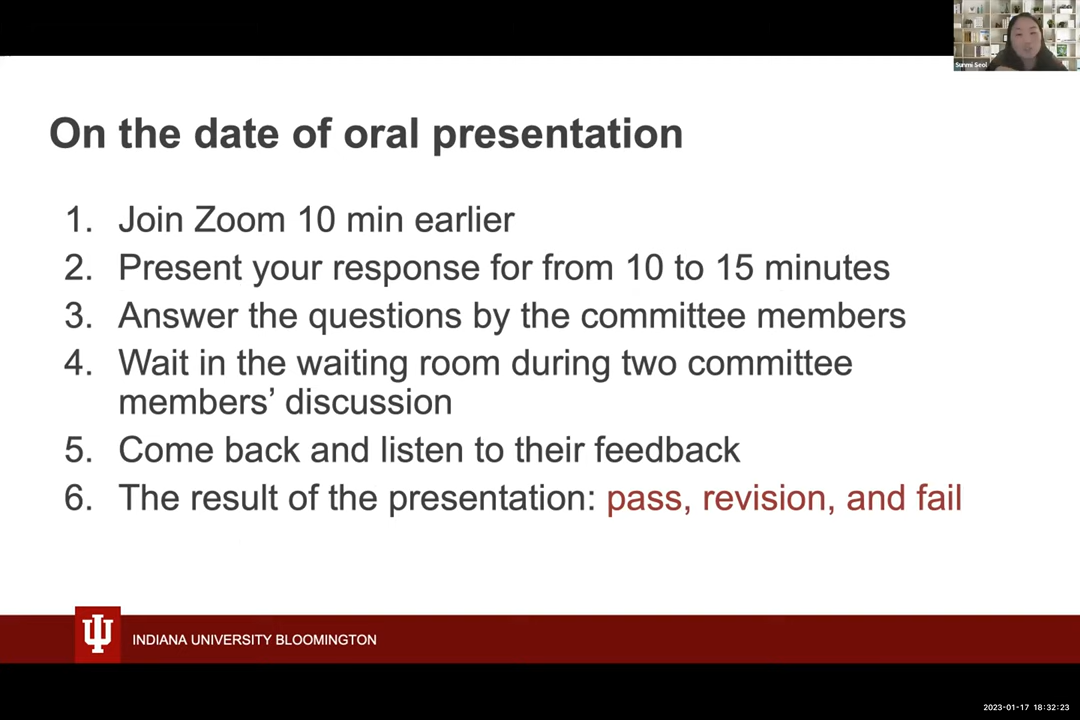 Sunmi Seol
On the date of oral presentation
1. Join Zoom 10 min earlier
2. Present your response for from 10 to 15 minutes
3. Answer the questions by the committee members
4. Wait in the waiting room during two committee
members’ discussion
5. Come back and listen to their feedback
6. The result of the presentation: pass, revision, and fail
INDIANA UNIVERSITY BLOOMINGTON
2023-01-17 18:32:23